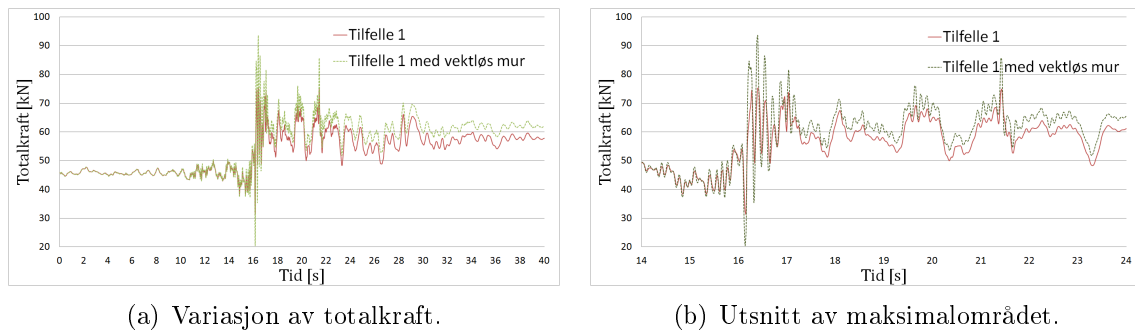 100
90
80
70
60
50
40
30
20
Totalkraft [kN]
Tilfelle 1
Tilfelle 1 med vektløs mur
0 2 4 6 8 10 12 14 16 18 20 22 24 26 28 30 32 34 36 38 40
Tid [s]
(a) Variasjon av totalkraft.
100
90
80
70
60
50
40
30
20
Totalkraft [kN]
Tilfelle 1
Tilfelle 1 med vektløs mur
14 15 16 17 18 19 20 21 22 23 24
Tid [s]
(b) Utsnitt av maksimalområdet.